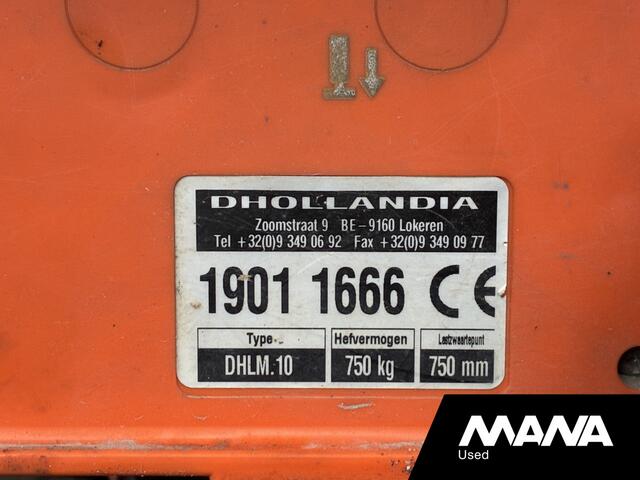 DHOLLANDIA
Zoomstraat 9 BE-9160 Lokeren
Tel +32(0)9 349 06 92 Fax +32(0)9 349 09 77
1901 1666 CE
Type Hefvermogen Lastzwaartepunt
DHLM.10 750 kg 750 mm
MANA
Used